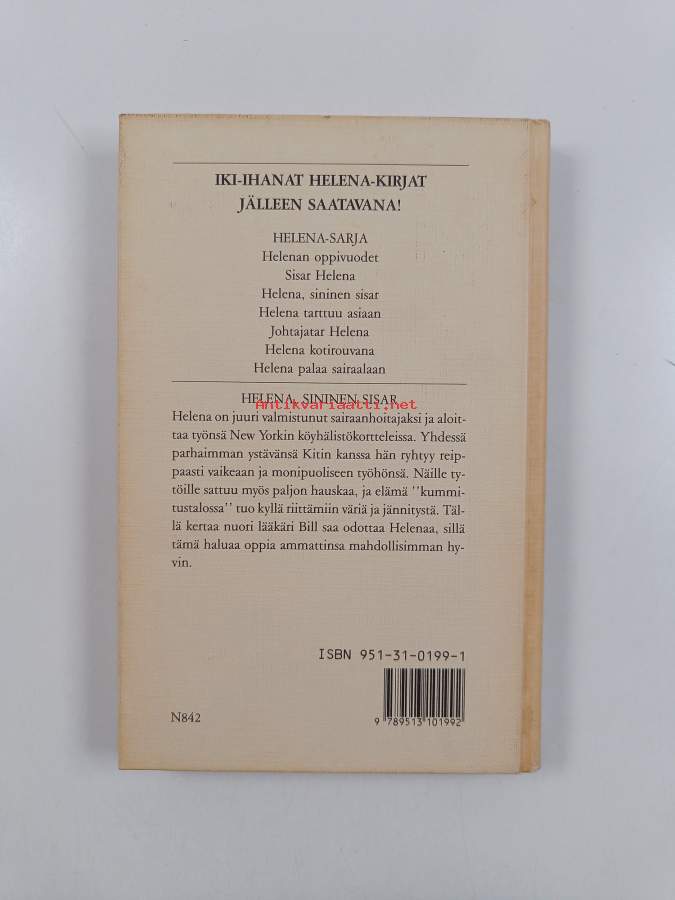 IKI-IHANAT HELENA-KIRJAT
JÄLLEEN SAATAVANA!
HELENA-SARJA
Helenan oppivuodet
Sisar Helena
Helena, sininen sisar
Helena tarttuu asiaan
Johtajatar Helena
Helena kotirouvana
Helena palaa sairaalaan
HELENA, SININEN SISAR
Antikvariaatti.net
Helena on juuri valmistunut sairaanhoitajaksi ja aloit-
taa työnsä New Yorkin köyhälistökortteleissa. Yhdessä
parhaimman ystävänsä Kitin kanssa hän ryhtyy reip-
paasti vaikeaan ja monipuoliseen työhönsä. Näille ty-
töille sattuu myös paljon hauskaa, ja elämä ''kummi-
tustalossa'' tuo kyllä riittämiin väriä ja jännitystä. Täl-
lä kertaa nuori lääkäri Bill saa odottaa Helenaa, sillä
tämä haluaa oppia ammattinsa mahdollisimman hy-
vin.
ISBN 951-31-0199-1
N842
9 789513 101992